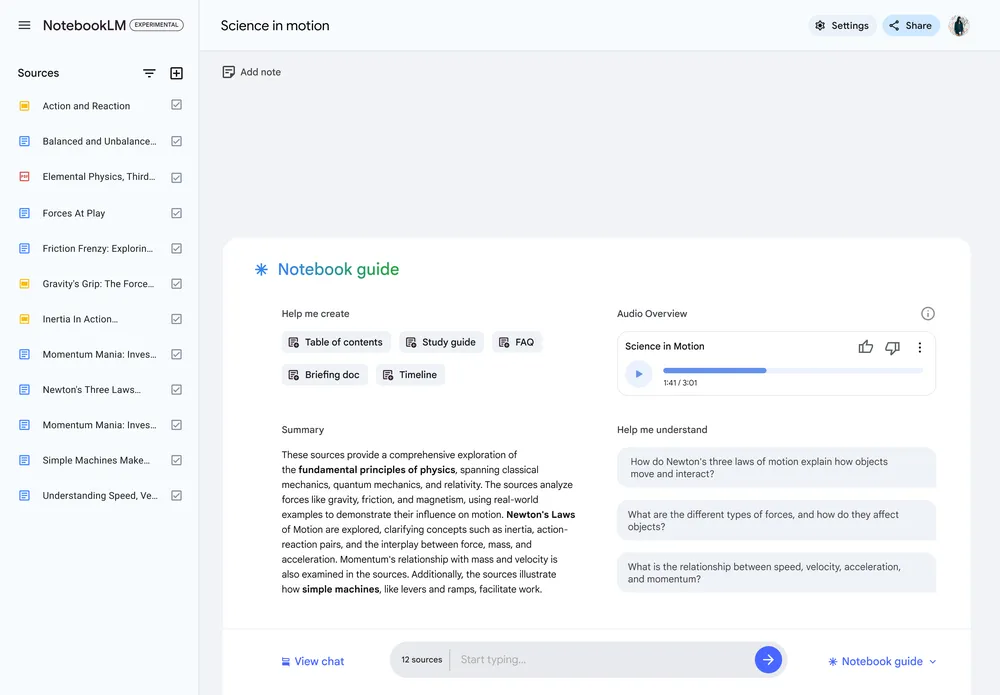 NotebookLM EXPERIMENTAL
Science in motion
Settings
Share
Sources
Add note
Action and Reaction
Balanced and Unbalance...
Elemental Physics, Third...
Forces At Play
Friction Frenzy: Explorin...
Gravity's Grip: The Force...
Inertia In Action...
Momentum Mania: Inves...
Newton's Three Laws...
Momentum Mania: Inves...
Simple Machines Make...
Understanding Speed, Ve...
Notebook guide
Help me create
Table of contents
Study guide
FAQ
Briefing doc
Timeline
Audio Overview
Science in Motion
1:41 / 3:01
Summary
These sources provide a comprehensive exploration of
the fundamental principles of physics, spanning classical
mechanics, quantum mechanics, and relativity. The sources analyze
forces like gravity, friction, and magnetism, using real-world
examples to demonstrate their influence on motion. Newton's Laws
of Motion are explored, clarifying concepts such as inertia, action-
reaction pairs, and the interplay between force, mass, and
acceleration. Momentum's relationship with mass and velocity is
also examined in the sources. Additionally, the sources illustrate
how simple machines, like levers and ramps, facilitate work.
Help me understand
How do Newton's three laws of motion explain how objects
move and interact?
What are the different types of forces, and how do they affect
objects?
What is the relationship between speed, velocity, acceleration,
and momentum?
View chat
12 sources
Start typing...
Notebook guide